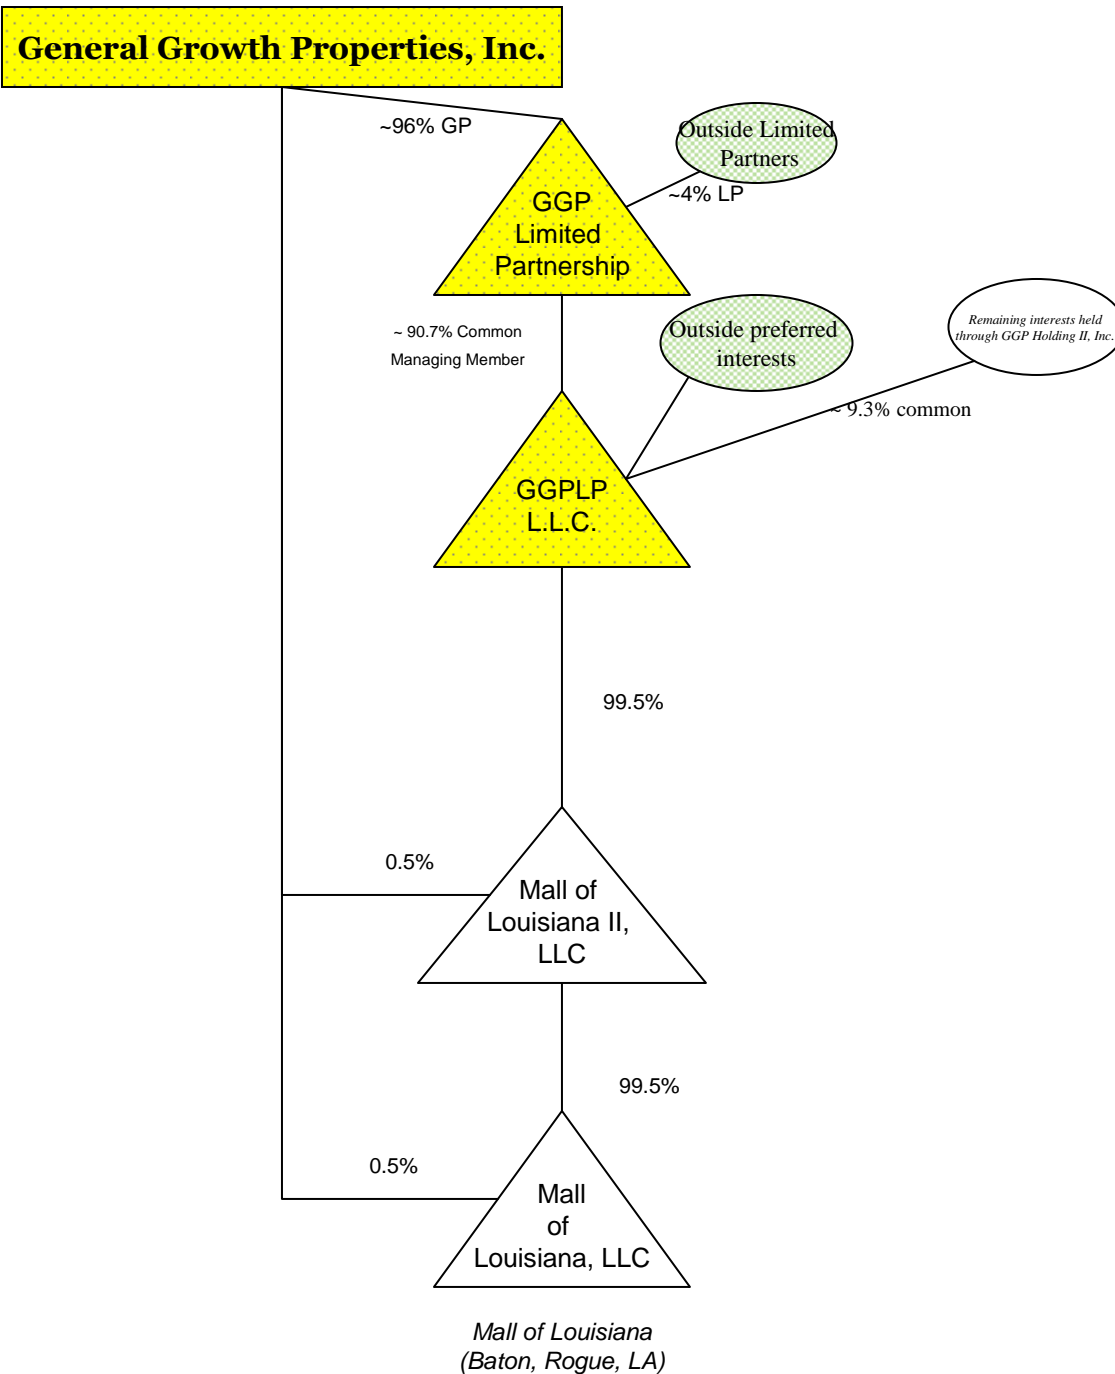 General Growth Properties, Inc.
~96% GP
Outside Limited
Partners
~4% LP
GGP
Limited
Partnership
~ 90.7% Common
Managing Member
Outside preferred
interests
Remaining interests held
through GGP Holding II, Inc.
~ 9.3% common
GGPLP
L.L.C.
99.5%
0.5%
Mall of
Louisiana II,
LLC
99.5%
0.5%
Mall
of
Louisiana, LLC
Mall of Louisiana
(Baton, Rogue, LA)